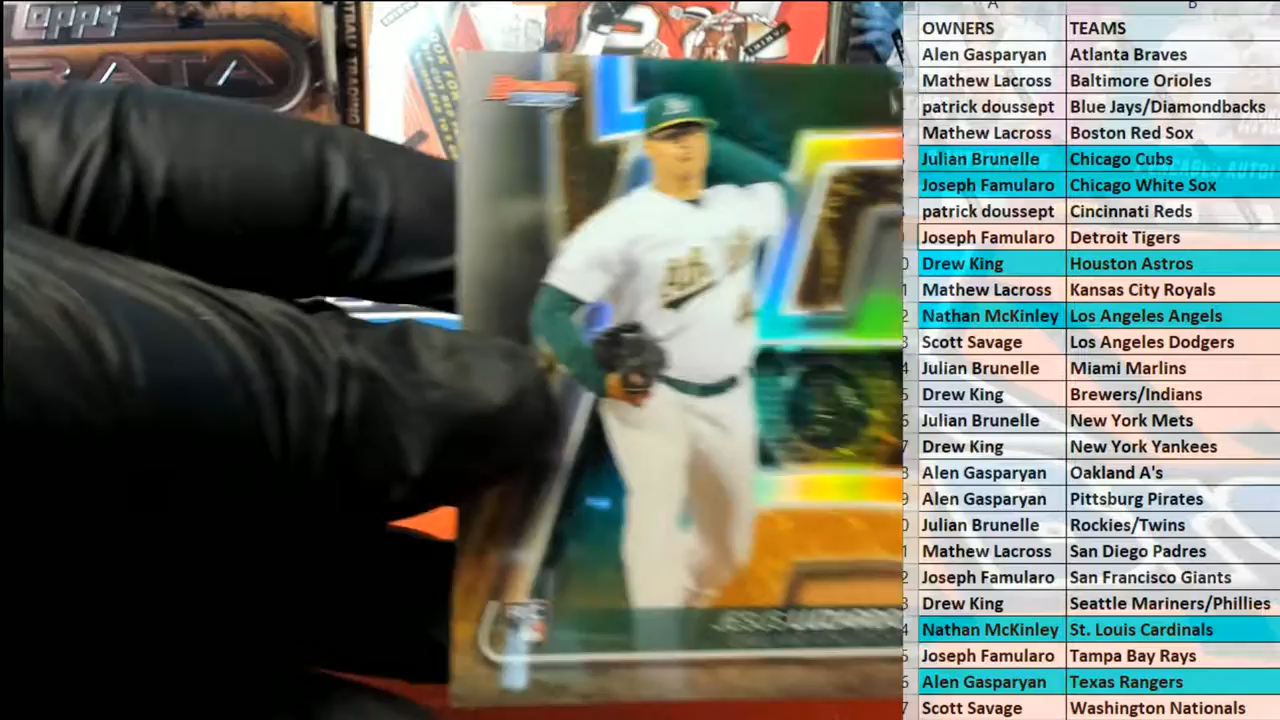 topps
A B
OWNERS TEAMS
Alen Gasparyan Atlanta Braves
Mathew Lacross Baltimore Orioles
patrick doussept Blue Jays/Diamondbacks
Mathew Lacross Boston Red Sox
Julian Brunelle Chicago Cubs
Joseph Famularo Chicago White Sox
patrick doussept Cincinnati Reds
Joseph Famularo Detroit Tigers
Drew King Houston Astros
Mathew Lacross Kansas City Royals
Nathan McKinley Los Angeles Angels
Scott Savage Los Angeles Dodgers
Julian Brunelle Miami Marlins
Drew King Brewers/Indians
Julian Brunelle New York Mets
Drew King New York Yankees
Alen Gasparyan Oakland A's
Alen Gasparyan Pittsburg Pirates
Julian Brunelle Rockies/Twins
Mathew Lacross San Diego Padres
Joseph Famularo San Francisco Giants
Drew King Seattle Mariners/Phillies
Nathan McKinley St. Louis Cardinals
Joseph Famularo Tampa Bay Rays
Alen Gasparyan Texas Rangers
Scott Savage Washington Nationals
Bowman
A's
RC